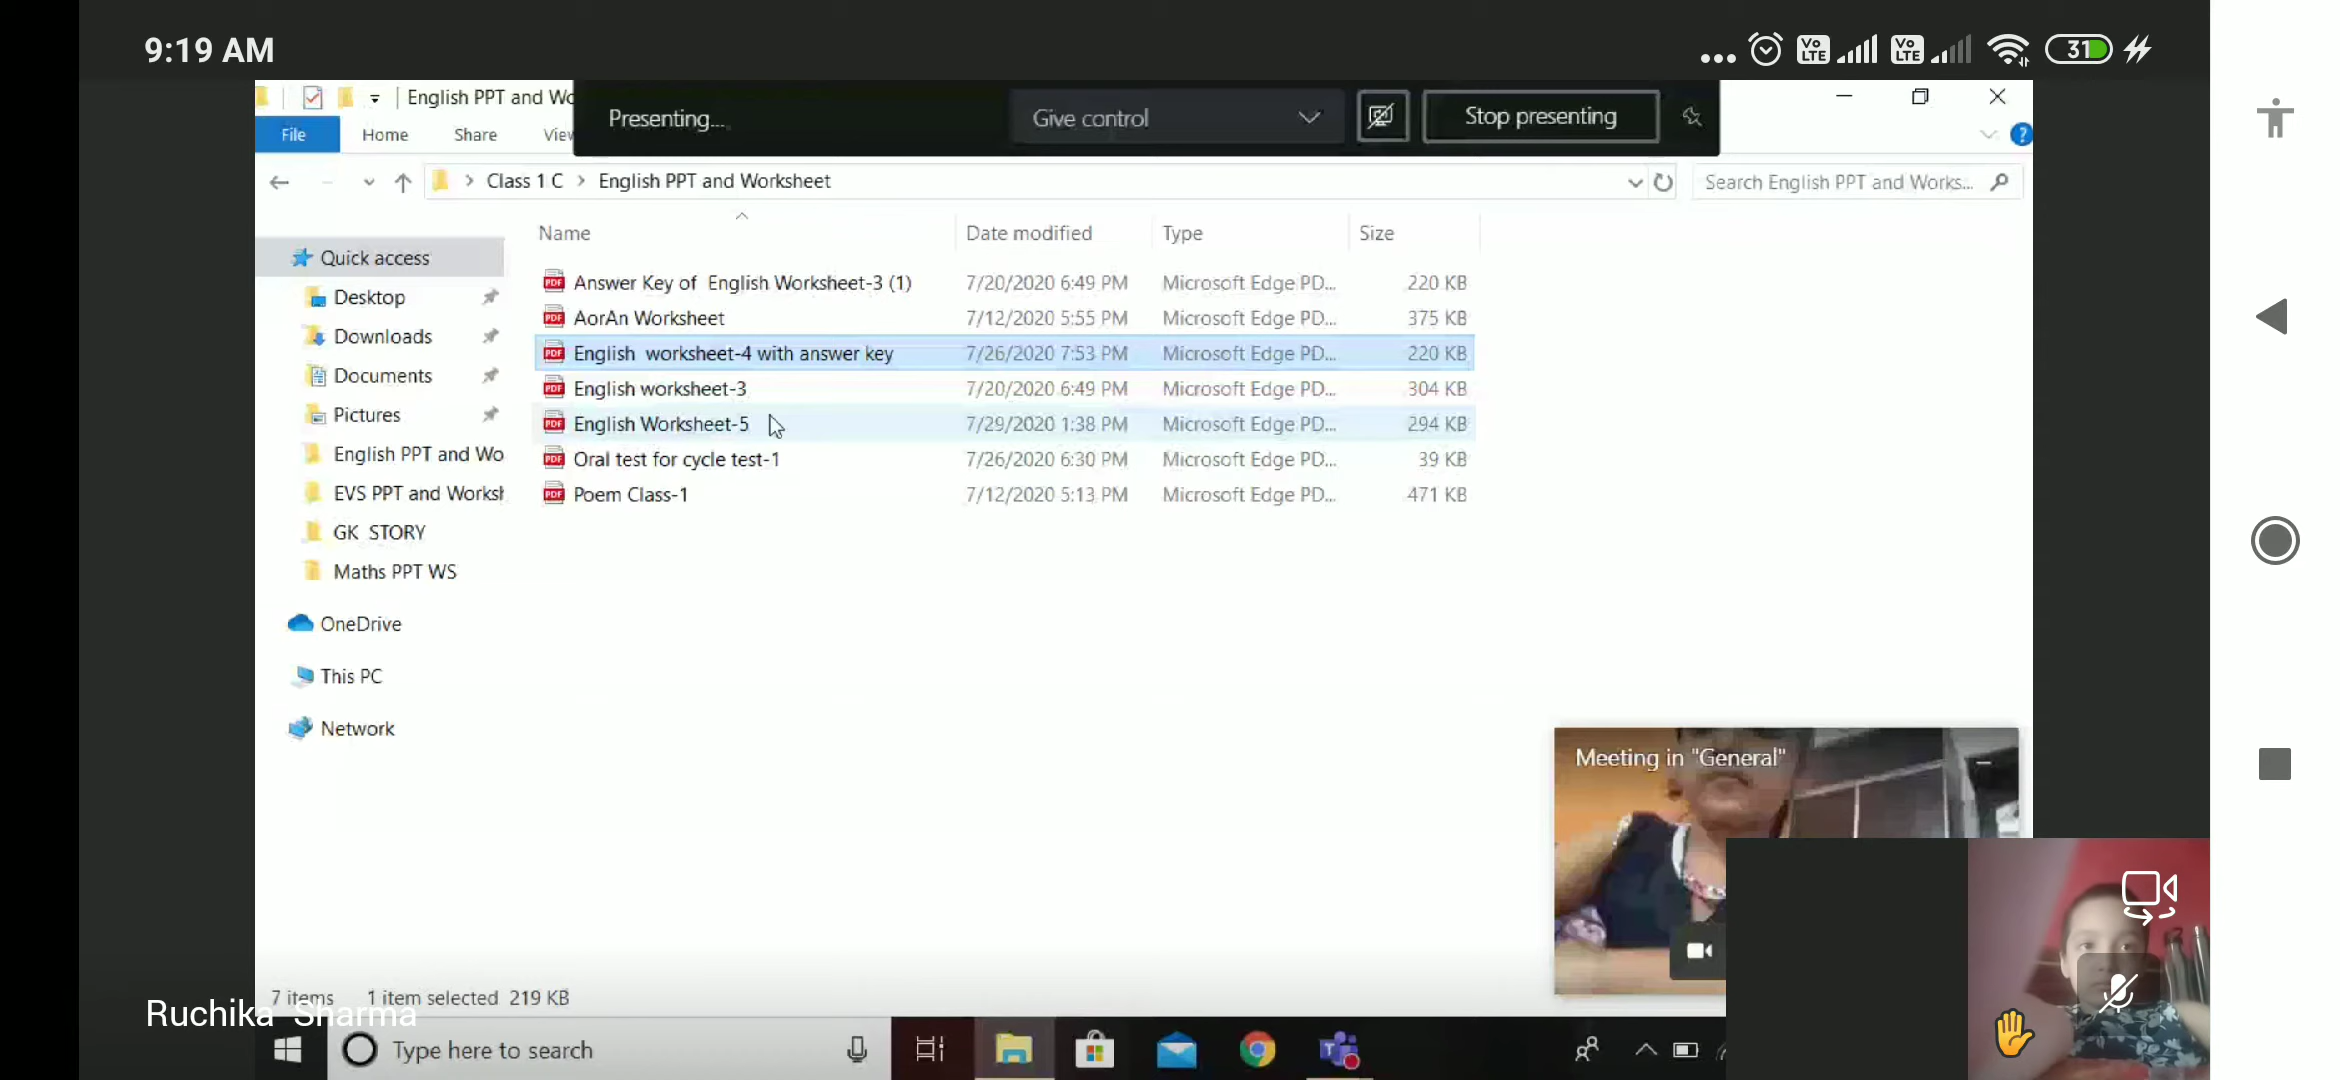 9:19 AM
Vo LTE Vo LTE 31
English PPT and Wo
Presenting...
Give control
Stop presenting
File Home Share View
Class 1 C > English PPT and Worksheet
Search English PPT and Works...
Name Date modified Type Size
Quick access
Desktop
Downloads
Documents
Pictures
English PPT and Wo
EVS PPT and Worksh
GK STORY
Maths PPT WS
OneDrive
This PC
Network
Answer Key of English Worksheet-3 (1) 7/20/2020 6:49 PM Microsoft Edge PD... 220 KB
AorAn Worksheet 7/12/2020 5:55 PM Microsoft Edge PD... 375 KB
English worksheet-4 with answer key 7/26/2020 7:53 PM Microsoft Edge PD... 220 KB
English worksheet-3 7/20/2020 6:49 PM Microsoft Edge PD... 304 KB
English Worksheet-5 7/29/2020 1:38 PM Microsoft Edge PD... 294 KB
Oral test for cycle test-1 7/26/2020 6:30 PM Microsoft Edge PD... 39 KB
Poem Class-1 7/12/2020 5:13 PM Microsoft Edge PD... 471 KB
Meeting in "General"
7 items 1 item selected 219 KB
Ruchika Sharma
Type here to search